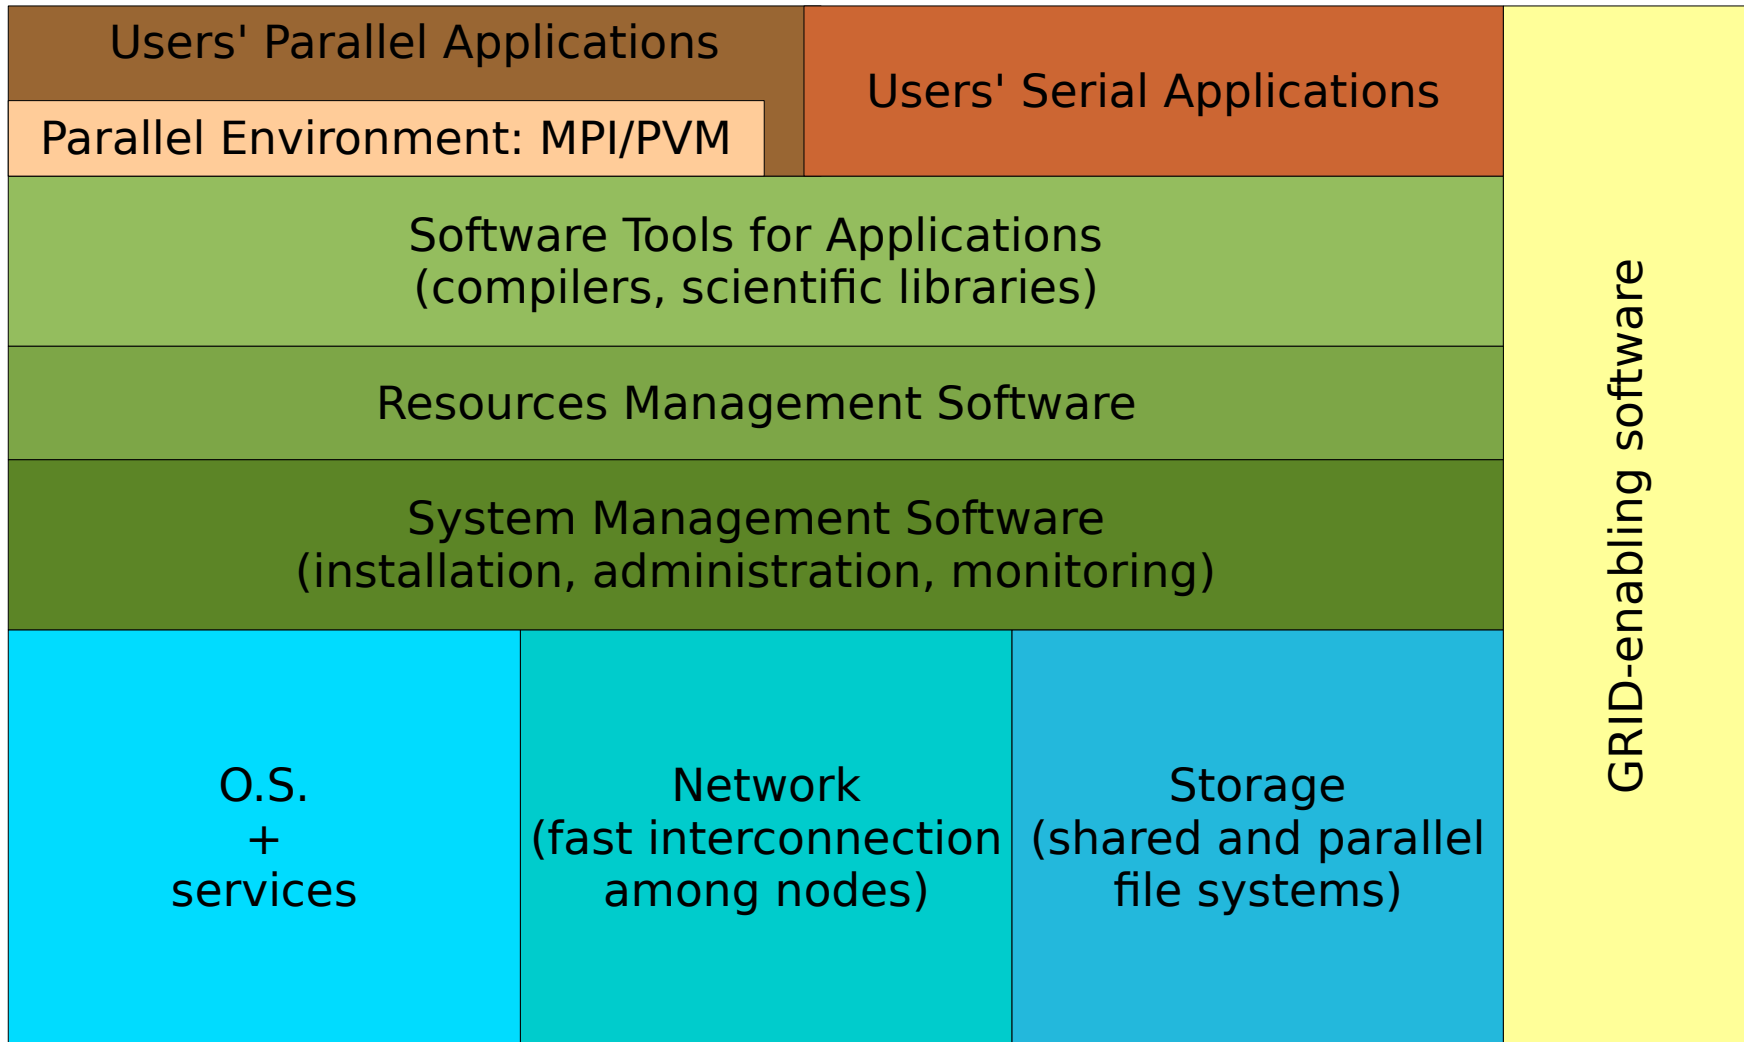 Users' Parallel Applications
Users' Serial Applications
Parallel Environment: MPI/PVM
Software Tools for Applications
(compilers, scientific libraries)
Resources Management Software
System Management Software
(installation, administration, monitoring)
O.S.
+
services
Network
(fast interconnection
among nodes)
Storage
(shared and parallel
file systems)
GRID-enabling software